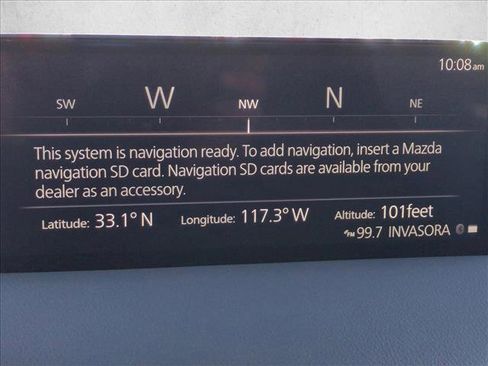 10:08am
SW W NW N NE
This system is navigation ready. To add navigation, insert a Mazda
navigation SD card. Navigation SD cards are available from your
dealer as an accessory.
Latitude: 33.1° N Longitude: 117.3° W Altitude: 101feet
FM 99.7 INVASORA